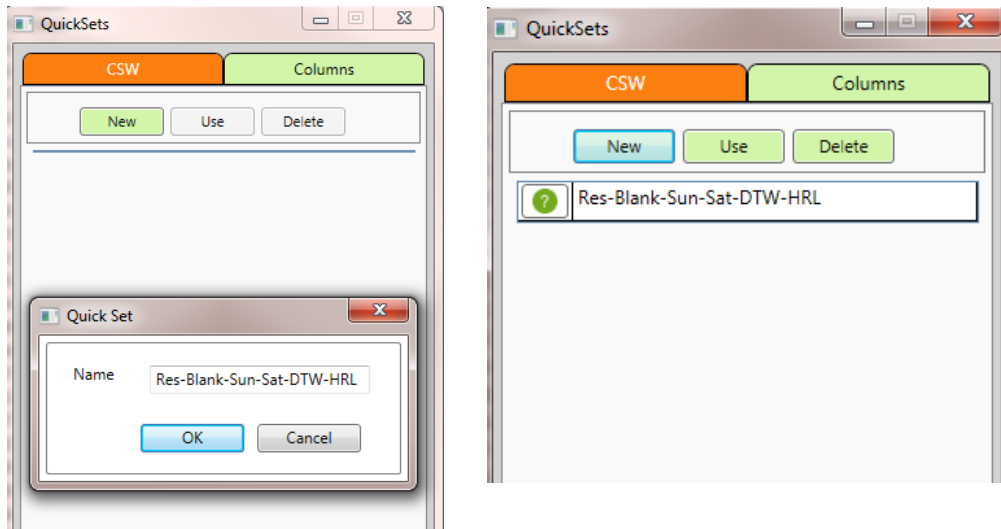 QuickSets
CSW Columns
New Use Delete
Quick Set
Name Res-Blank-Sun-Sat-DTW-HRL
OK Cancel
QuickSets
CSW Columns
New Use Delete
? Res-Blank-Sun-Sat-DTW-HRL